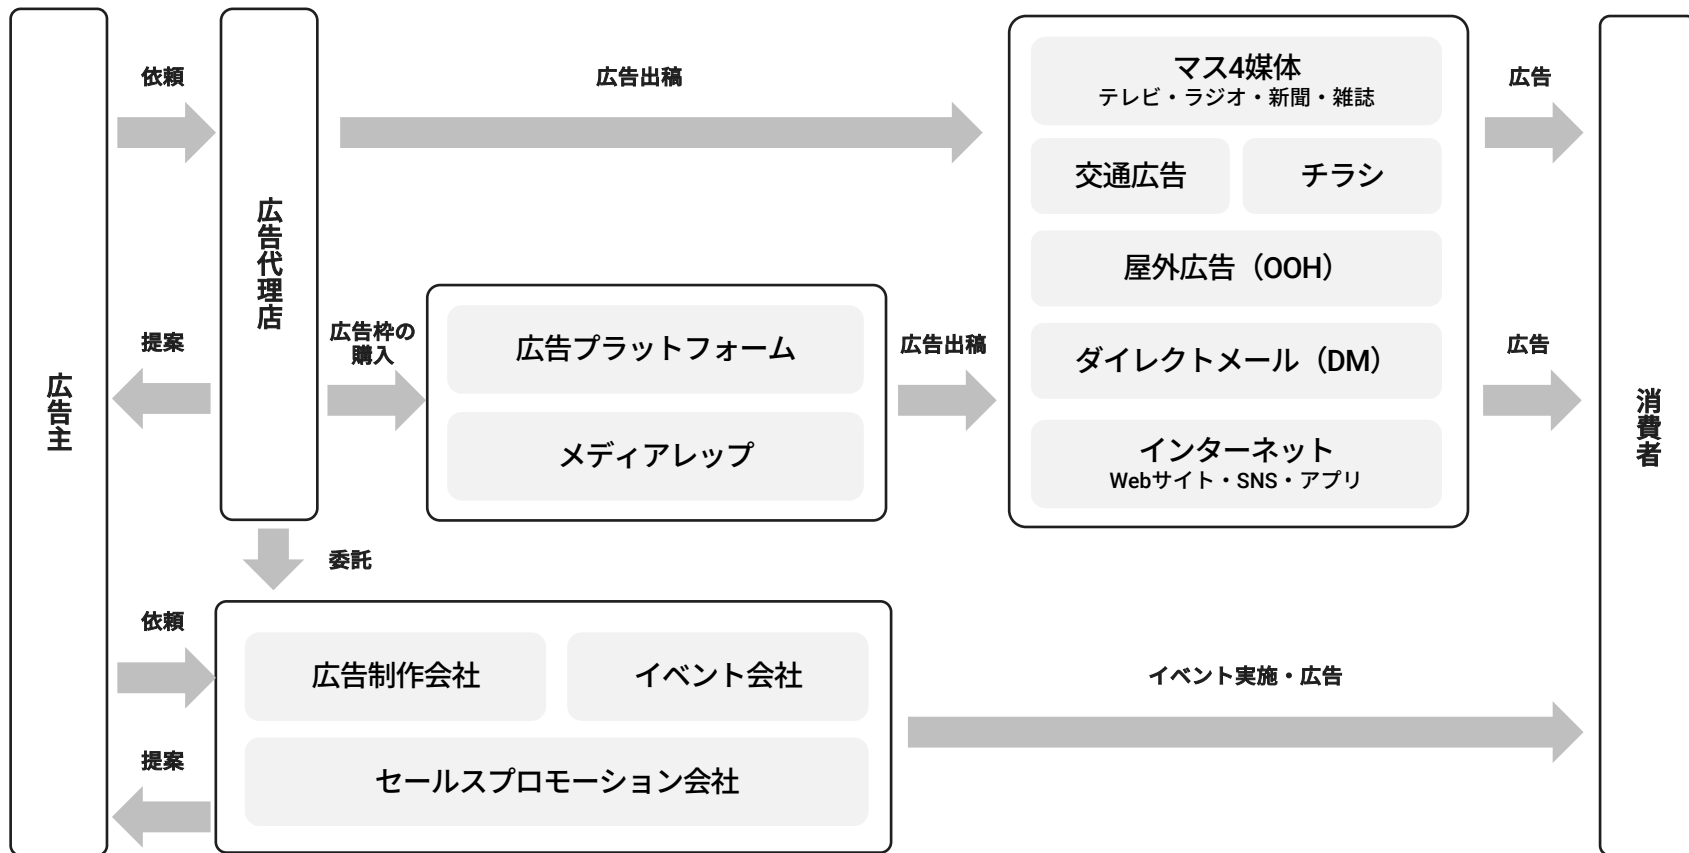 依頼
広告出稿
マス4媒体
テレビ・ラジオ・新聞・雑誌
広告
交通広告
チラシ
広告代理店
屋外広告（OOH）
提案
広告枠の
購入
広告プラットフォーム
広告出稿
ダイレクトメール（DM）
広告
広告主
消費者
メディアレップ
インターネット
Webサイト・SNS・アプリ
委託
依頼
広告制作会社
イベント会社
イベント実施・広告
提案
セールスプロモーション会社